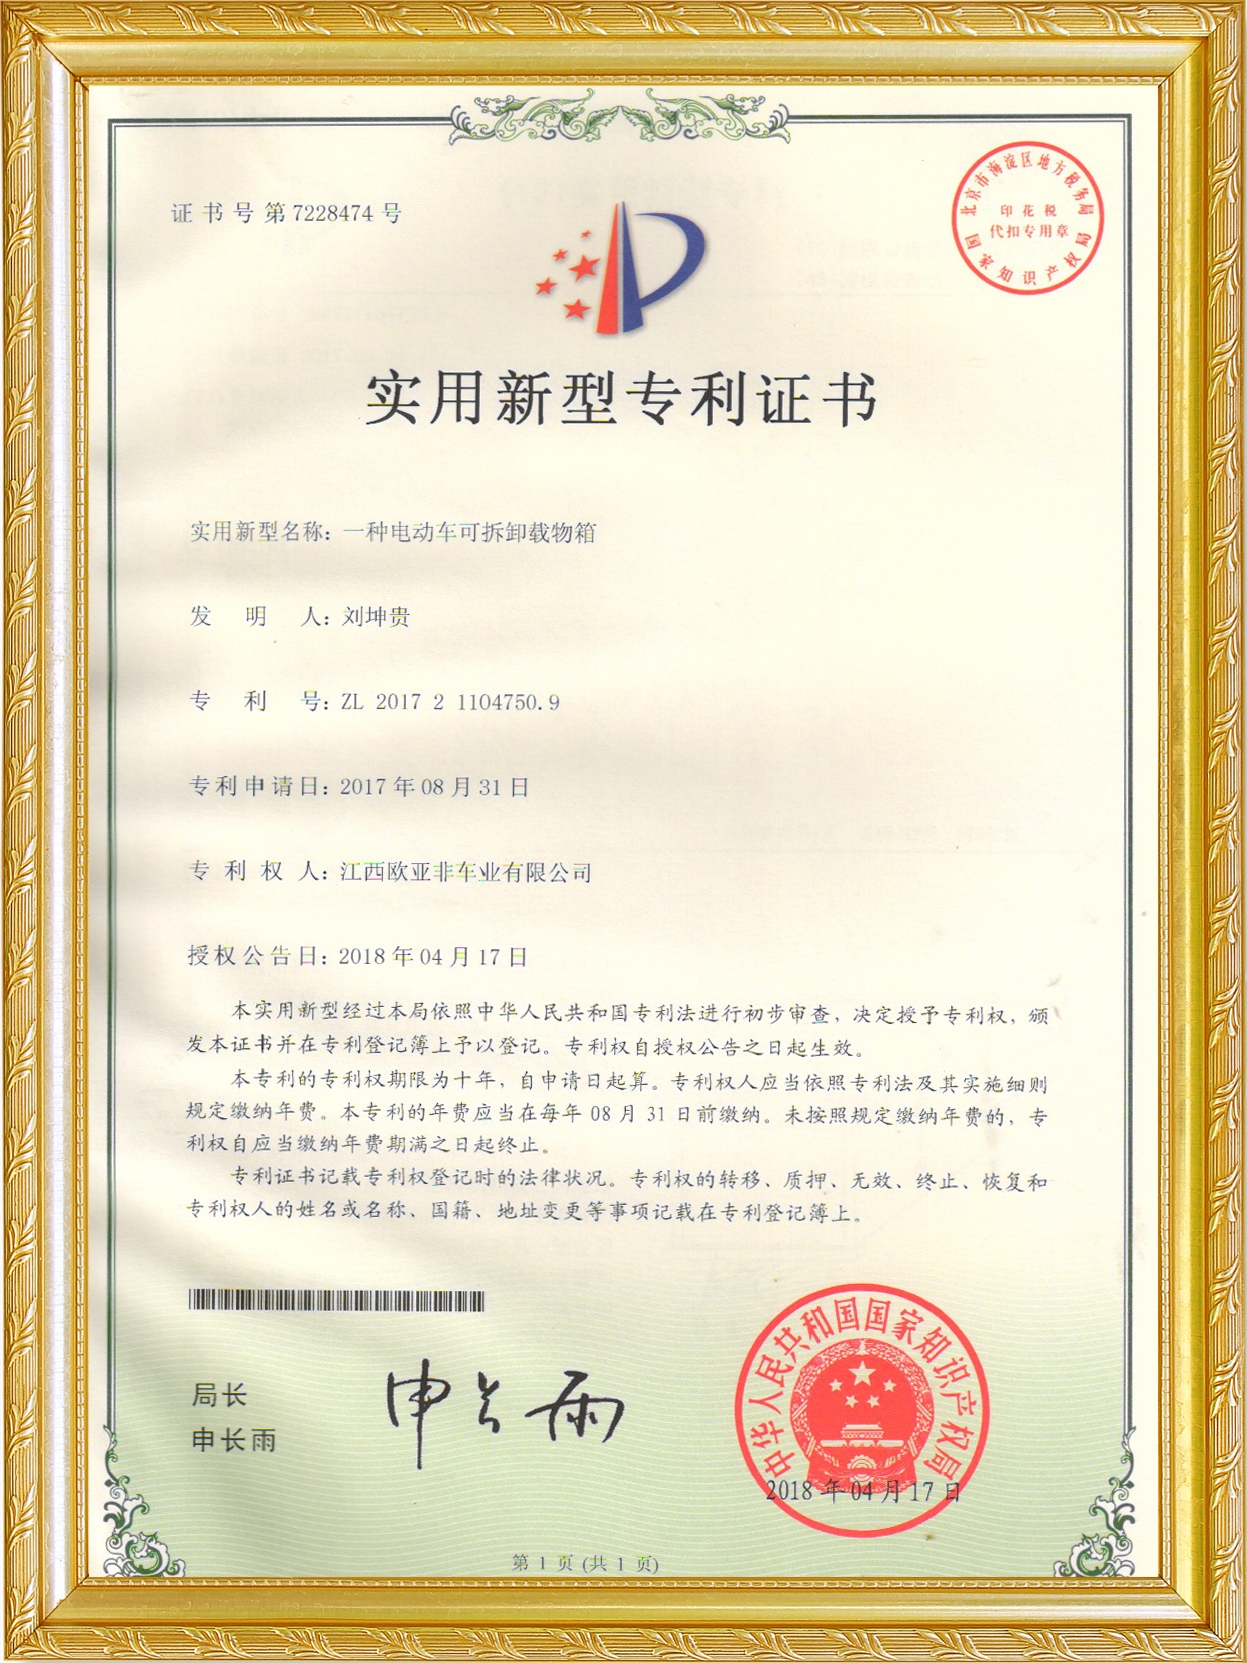 证书号第7228474号
北京市海淀区地方税务局
印花税
代扣专用章
国家知识产权局
实用新型专利证书
实用新型名称：一种电动车可拆卸载物箱
发明人：刘坤贵
专利号：ZL 2017 2 1104750.9
专利申请日：2017年08月31日
专利权人：江西欧亚非车业有限公司
授权公告日：2018年04月17日
本实用新型经过本局依照中华人民共和国专利法进行初步审查，决定授予专利权，颁
发本证书并在专利登记簿上予以登记。专利权自授权公告之日起生效。
本专利的专利权期限为十年，自申请日起算。专利权人应当依照专利法及其实施细则
规定缴纳年费。本专利的年费应当在每年08月31日前缴纳。未按照规定缴纳年费的，专
利权自应当缴纳年费期满之日起终止。
专利证书记载专利权登记时的法律状况。专利权的转移、质押、无效、终止、恢复和
专利权人的姓名或名称、国籍、地址变更等事项记载在专利登记簿上。
局长
申长雨
申长雨
中华人民共和国国家知识产权局
2018年04月17日
第1页(共1页)